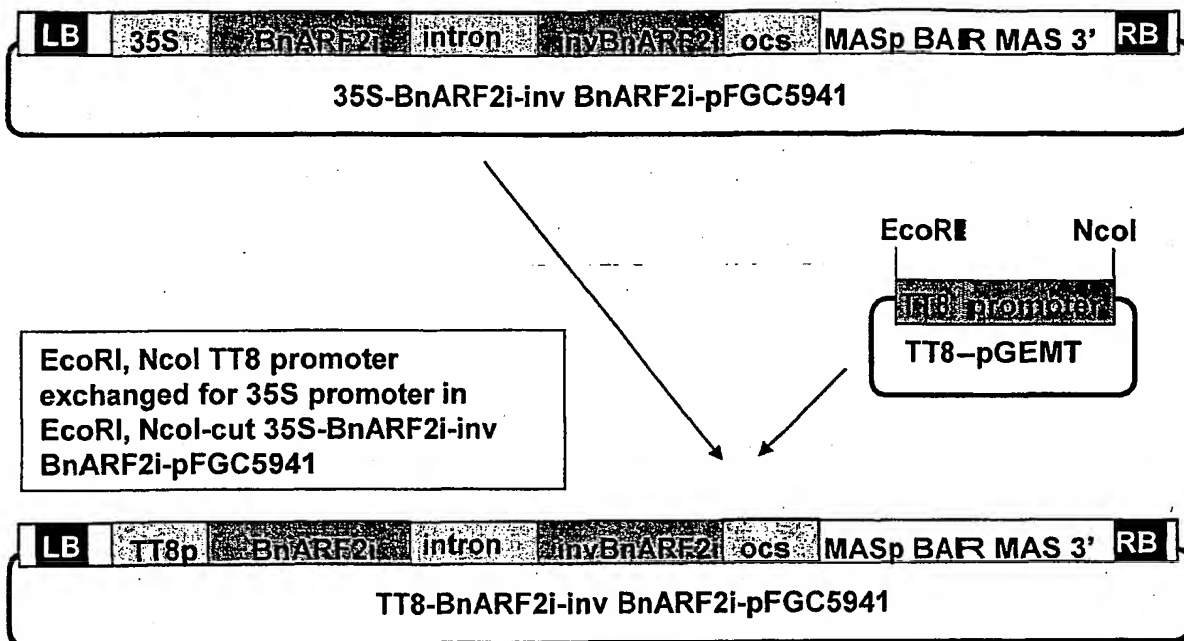 LB 35S BnARF2i intron invBnARF2i ocs MASp BAR MAS 3' RB
35S-BnARF2i-inv BnARF2i-pFGC5941
EcoRI NcoI
TT8 promoter
TT8–pGEMT
EcoRI, NcoI TT8 promoter
exchanged for 35S promoter in
EcoRI, NcoI-cut 35S-BnARF2i-inv
BnARF2i-pFGC5941
LB TT8p BnARF2i intron invBnARF2i ocs MASp BAR MAS 3' RB
TT8-BnARF2i-inv BnARF2i-pFGC5941